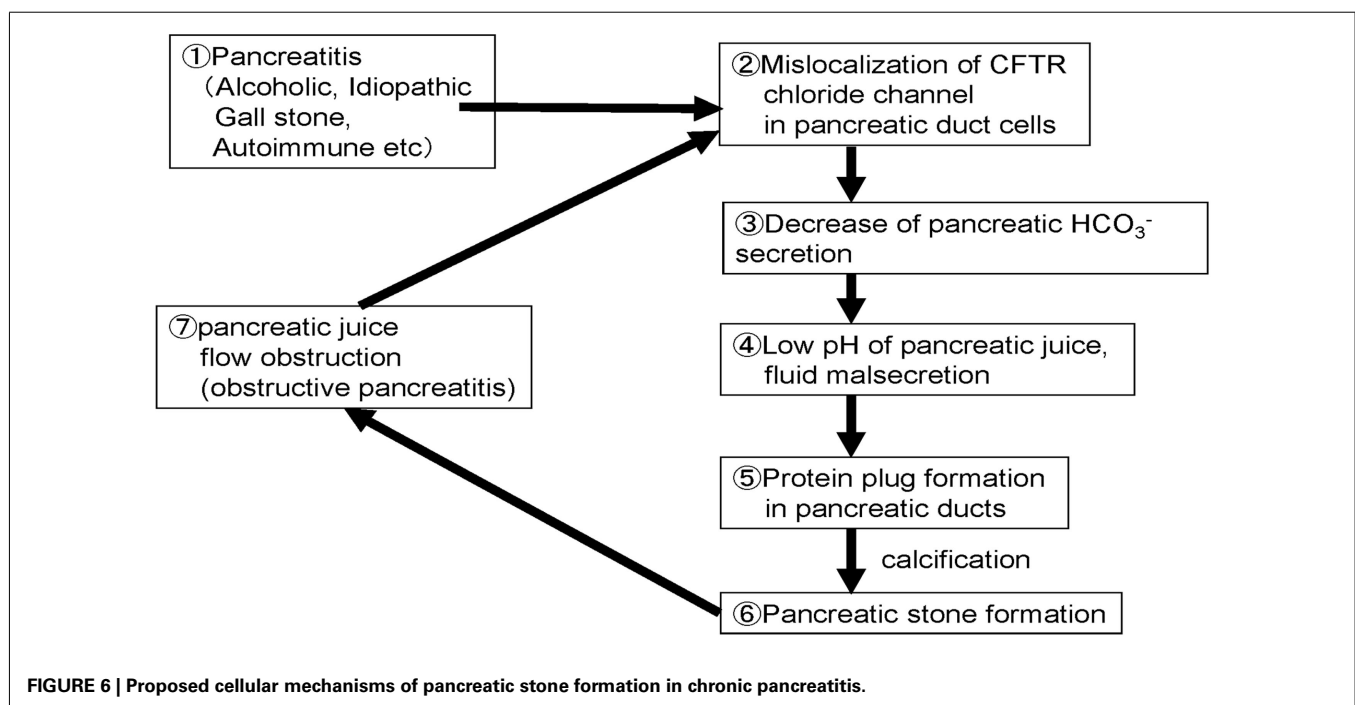 ①Pancreatitis
（Alcoholic, Idiopathic
Gall stone,
Autoimmune etc）
②Mislocalization of CFTR
chloride channel
in pancreatic duct cells
③Decrease of pancreatic HCO₃⁻
secretion
④Low pH of pancreatic juice,
fluid malsecretion
⑤Protein plug formation
in pancreatic ducts
calcification
⑥Pancreatic stone formation
⑦pancreatic juice
flow obstruction
(obstructive pancreatitis)
FIGURE 6 | Proposed cellular mechanisms of pancreatic stone formation in chronic pancreatitis.